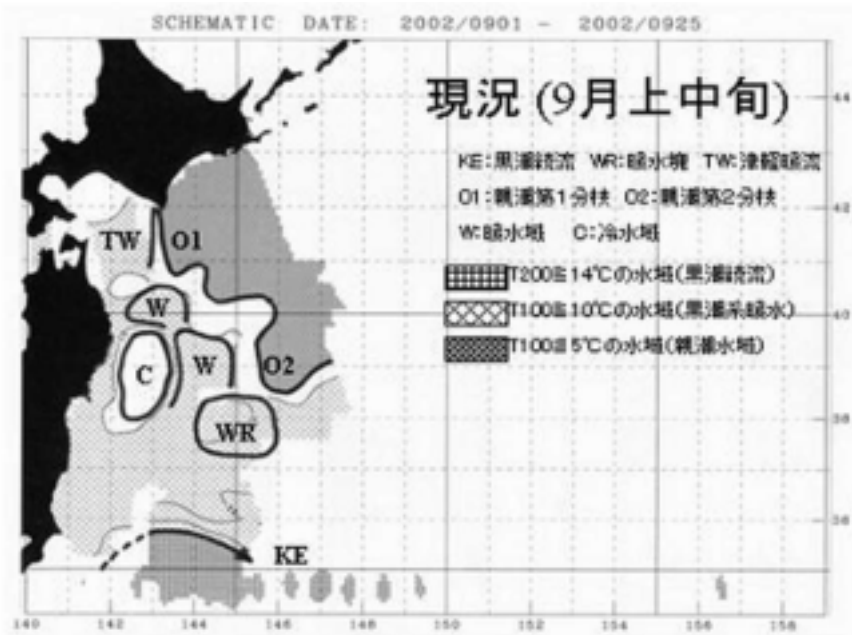 SCHEMATIC DATE: 2002/0901 - 2002/0925
現況 (9月上中旬)
KE:黒潮続流 WR:暖水塊 TW:津軽暖流
O1:親潮第1分枝 O2:親潮第2分枝
W:暖水域 C:冷水域
T200≧14℃の水域(黒潮続流)
T100≧10℃の水域(黒潮系暖水)
T100≦5℃の水域(親潮水域)
TW
O1
W
C
W
O2
WR
KE
44
42
40
38
36
140 142 144 146 148 150 152 154 156 158